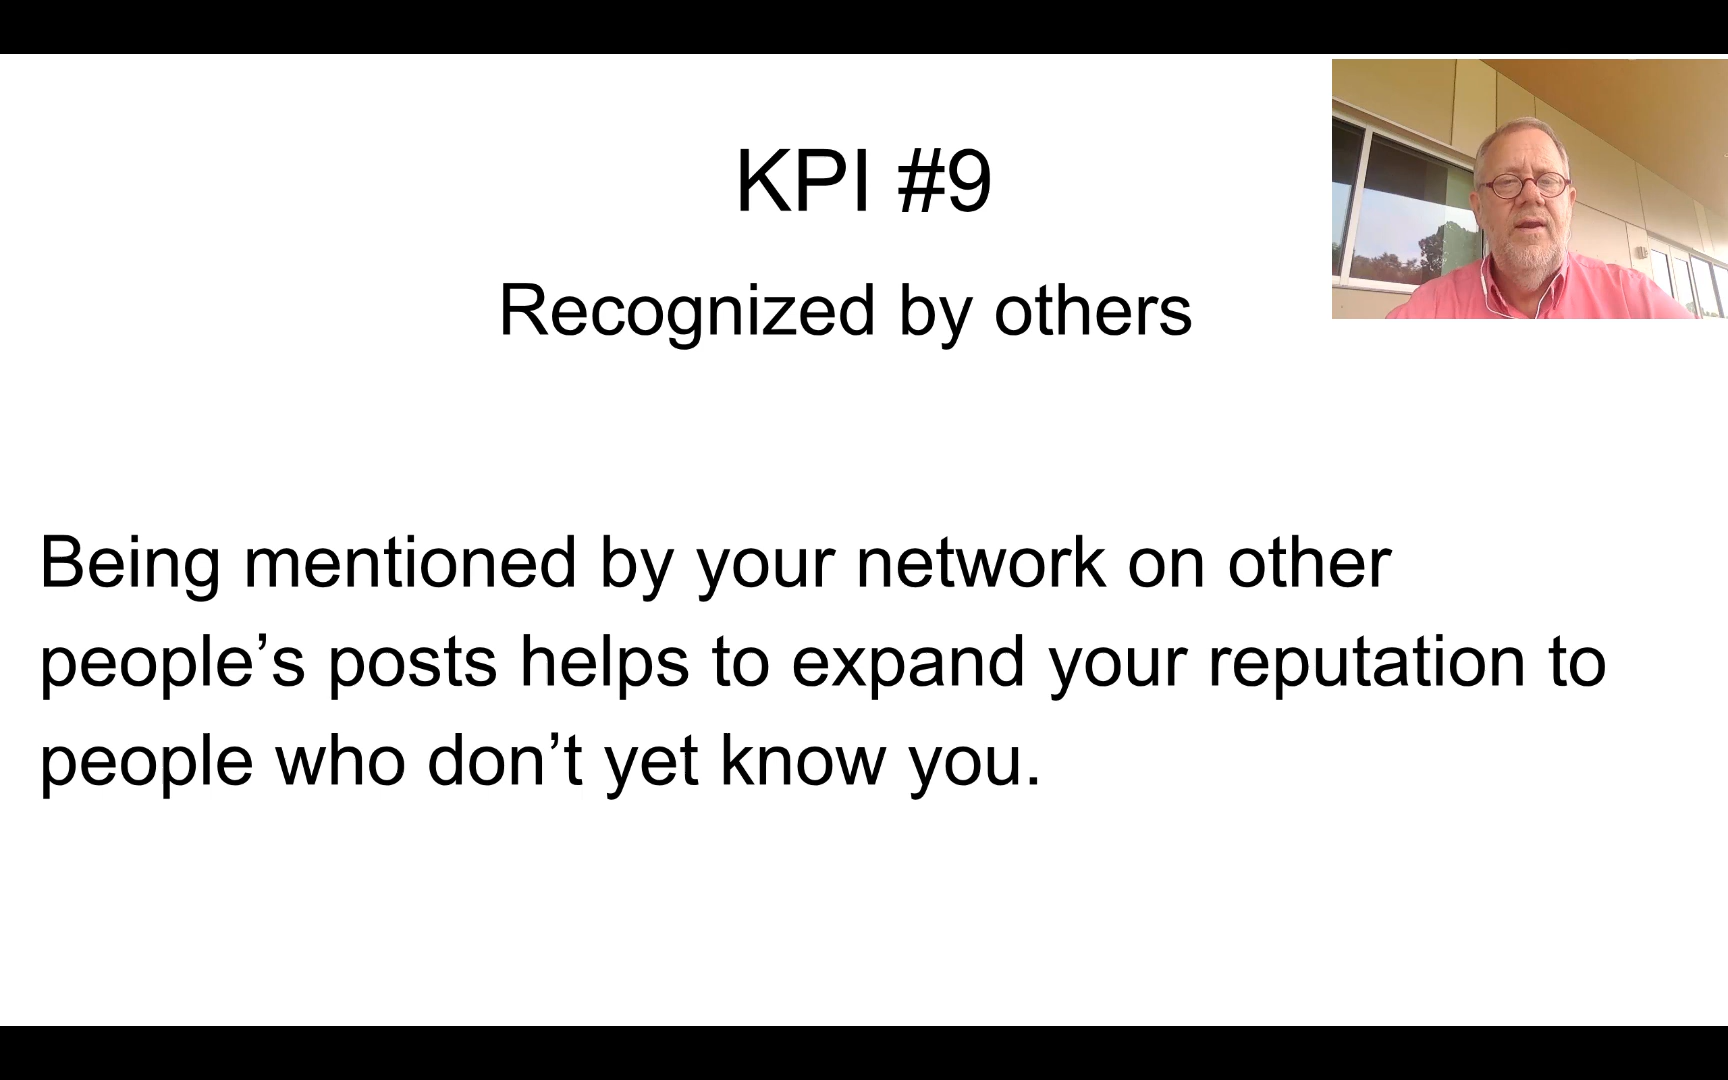 KPI #9
Recognized by others
Being mentioned by your network on other
people’s posts helps to expand your reputation to
people who don’t yet know you.